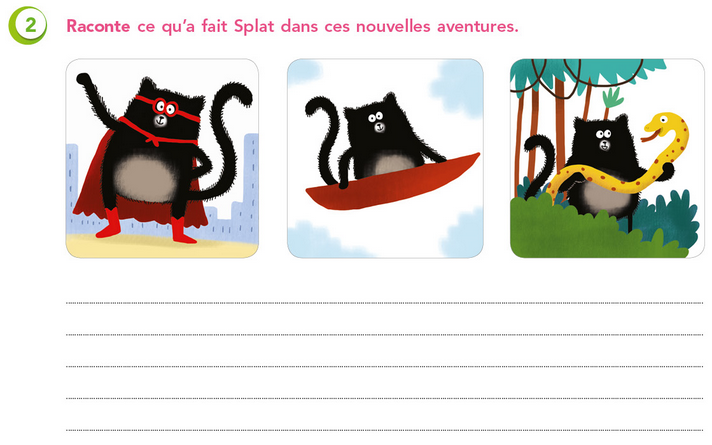 2 Raconte ce qu'a fait Splat dans ces nouvelles aventures.